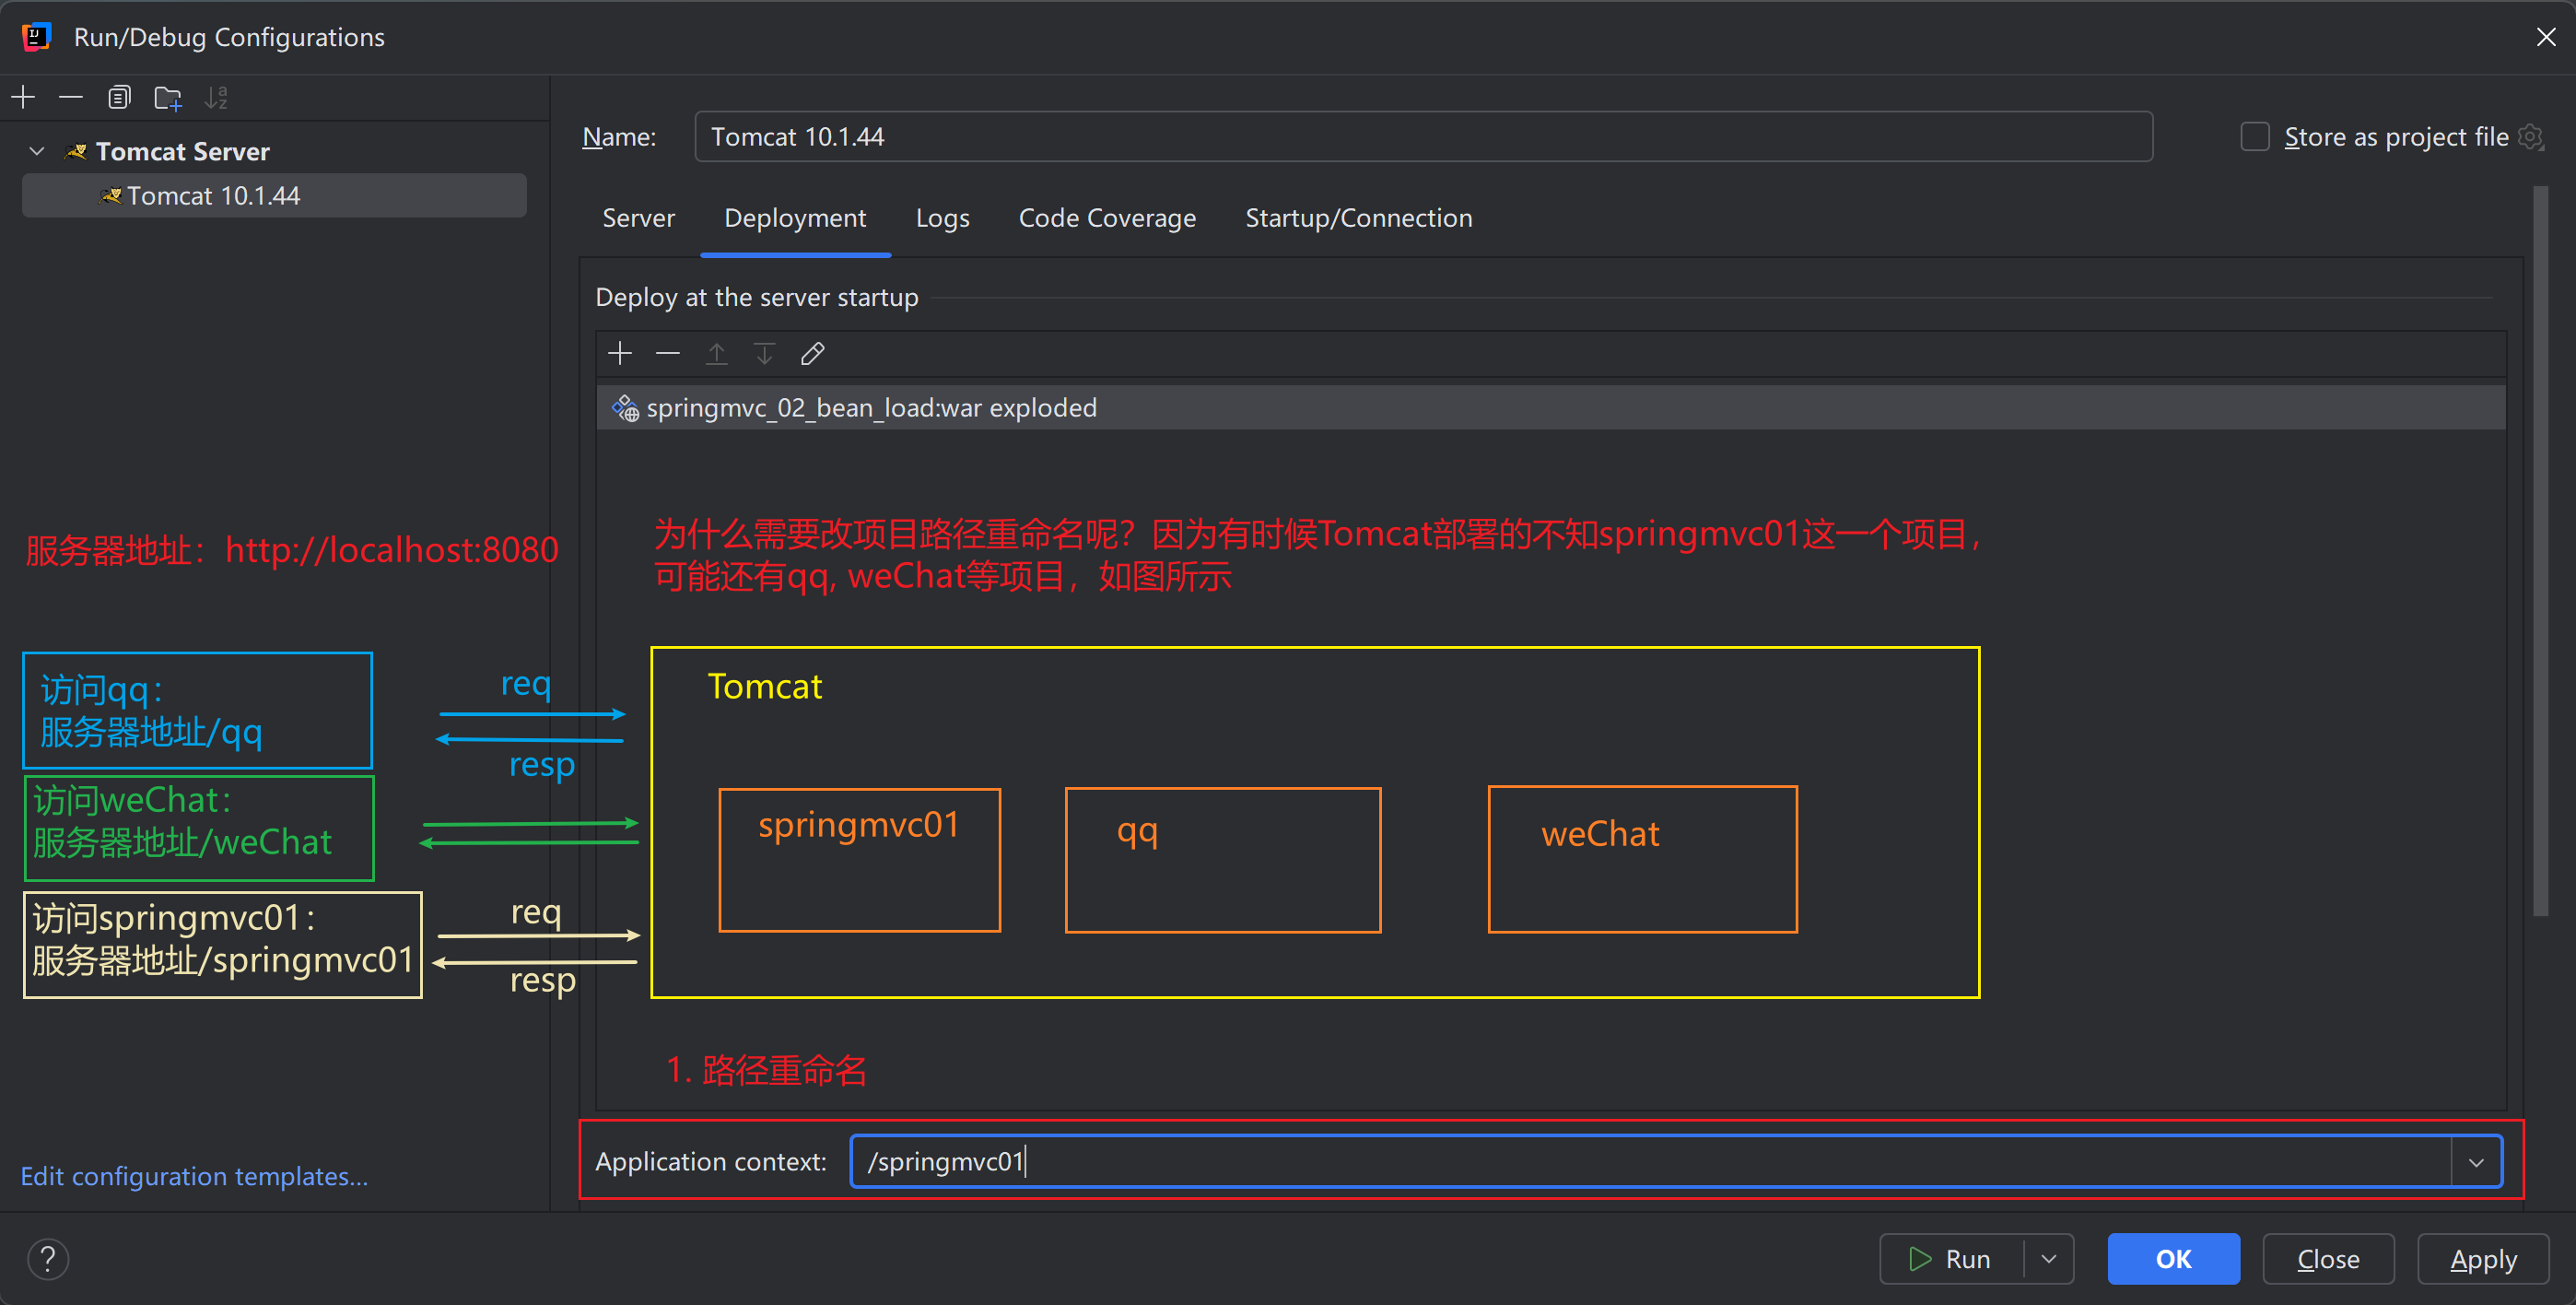 Run/Debug Configurations
Tomcat Server
Tomcat 10.1.44
Name:
Tomcat 10.1.44
Store as project file
Server
Deployment
Logs
Code Coverage
Startup/Connection
Deploy at the server startup
springmvc_02_bean_load:war exploded
为什么需要改项目路径重命名呢？因为有时候Tomcat部署的不知springmvc01这一个项目，
可能还有qq, weChat等项目，如图所示
服务器地址：http://localhost:8080
访问qq：
服务器地址/qq
req
resp
访问weChat：
服务器地址/weChat
访问springmvc01：
服务器地址/springmvc01
req
resp
Tomcat
springmvc01
qq
weChat
1. 路径重命名
Application context:
/springmvc01
Edit configuration templates...
?
Run
OK
Close
Apply